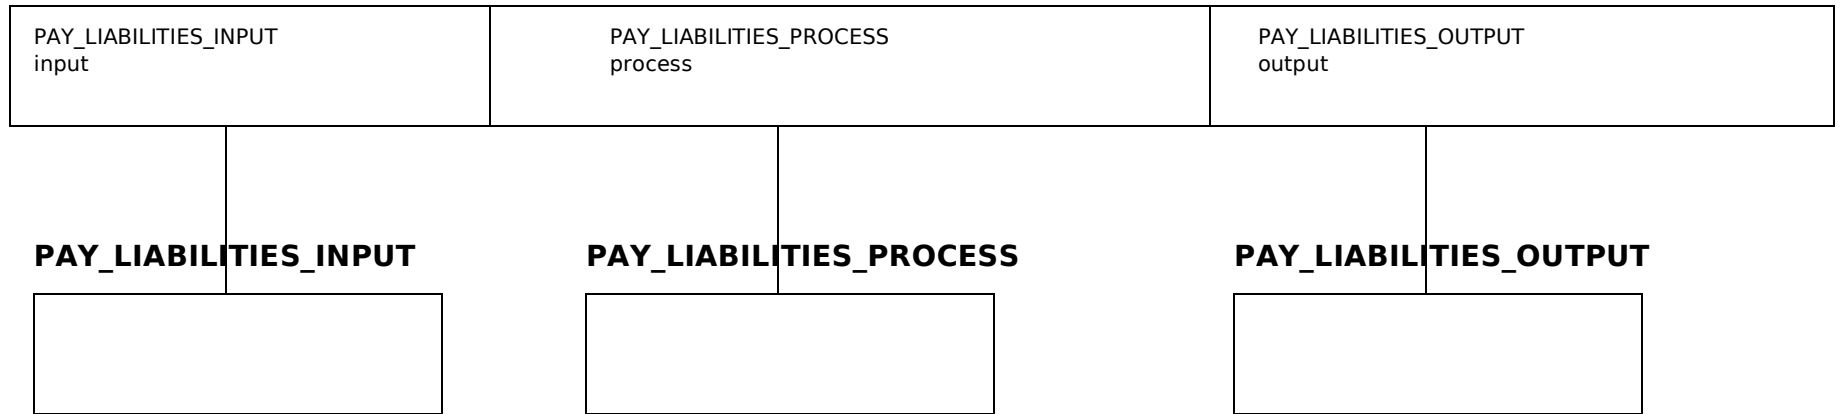 PAY_LIABILITIES_INPUT
input
PAY_LIABILITIES_PROCESS
process
PAY_LIABILITIES_OUTPUT
output
PAY_LIABILITIES_INPUT
PAY_LIABILITIES_PROCESS
PAY_LIABILITIES_OUTPUT